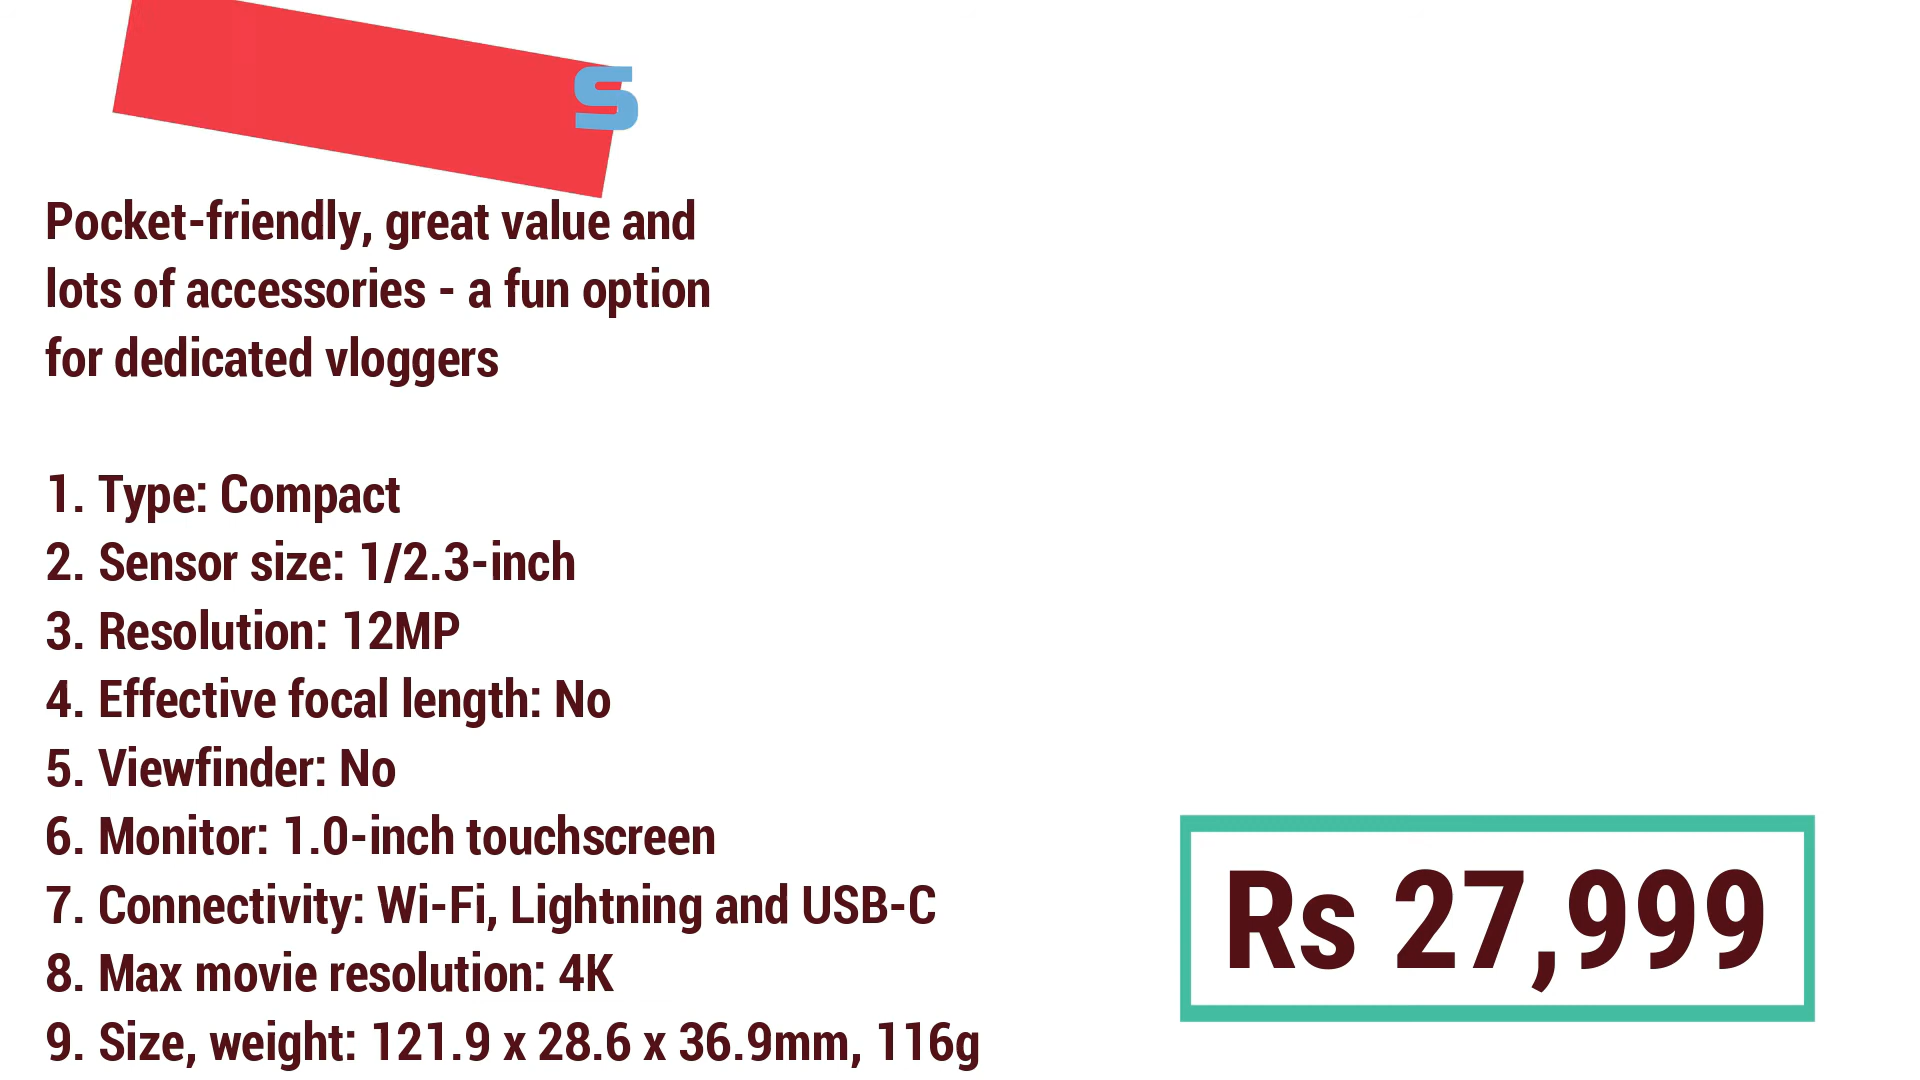 S
Pocket-friendly, great value and
lots of accessories - a fun option
for dedicated vloggers
1. Type: Compact
2. Sensor size: 1/2.3-inch
3. Resolution: 12MP
4. Effective focal length: No
5. Viewfinder: No
6. Monitor: 1.0-inch touchscreen
7. Connectivity: Wi-Fi, Lightning and USB-C
8. Max movie resolution: 4K
9. Size, weight: 121.9 x 28.6 x 36.9mm, 116g
Rs 27,999